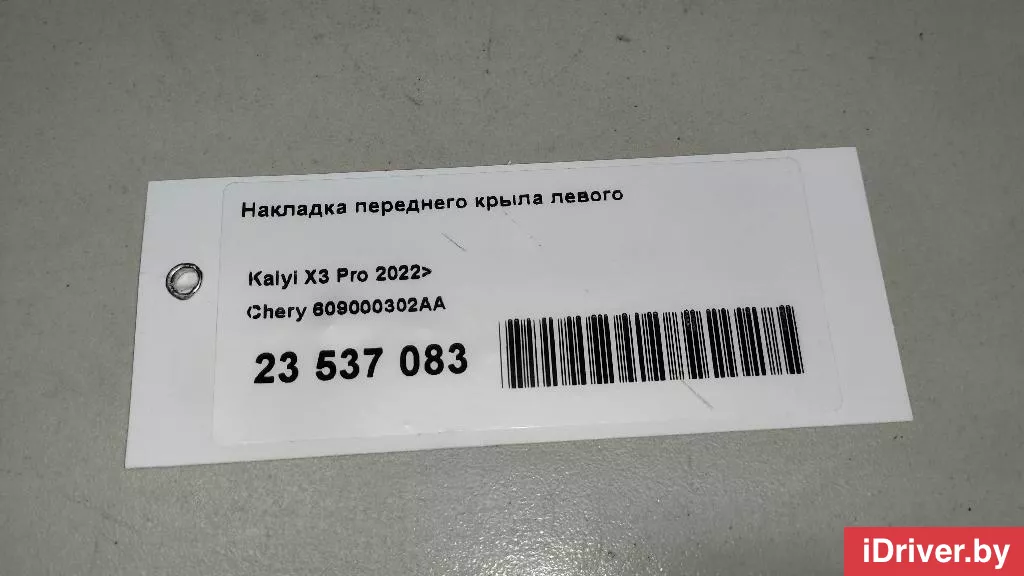 Накладка переднего крыла левого
Kaiyi X3 Pro 2022>
Chery 609000302AA
23 537 083
iDriver.by